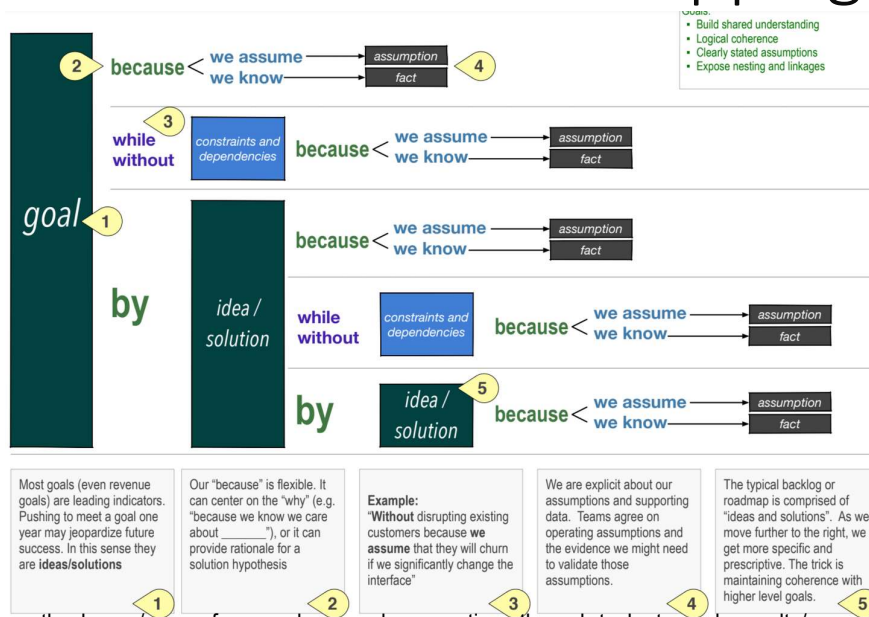 Goals:
• Build shared understanding
• Logical coherence
• Clearly stated assumptions
• Expose nesting and linkages
goal
1
2
because
we assume
we know
assumption
fact
4
3
while
without
constraints and
dependencies
because
we assume
we know
assumption
fact
by
idea /
solution
because
we assume
we know
assumption
fact
while
without
constraints and
dependencies
because
we assume
we know
assumption
fact
by
idea /
solution
5
because
we assume
we know
assumption
fact
Most goals (even revenue
goals) are leading indicators.
Pushing to meet a goal one
year may jeopardize future
success. In this sense they
are ideas/solutions
1
Our “because” is flexible. It
can center on the “why” (e.g.
“because we know we care
about _______”), or it can
provide rationale for a
solution hypothesis
2
Example:
“Without disrupting existing
customers because we
assume that they will churn
if we significantly change the
interface”
3
We are explicit about our
assumptions and supporting
data. Teams agree on
operating assumptions and
the evidence we might need
to validate those
assumptions.
4
The typical backlog or
roadmap is comprised of
“ideas and solutions”. As we
move further to the right, we
get more specific and
prescriptive. The trick is
maintaining coherence with
higher level goals.
5